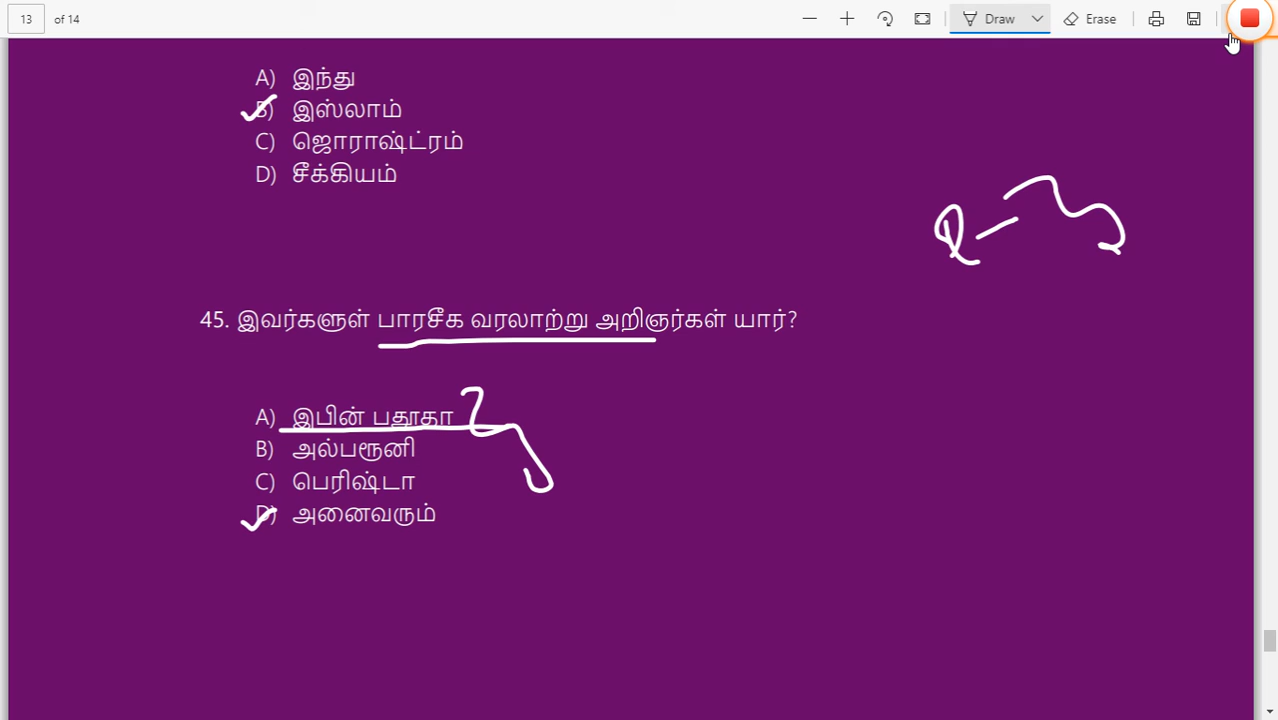 13 of 14 Draw Erase
A) இந்து
B) இஸ்லாம்
C) ஜொராஷ்ட்ரம்
D) சீக்கியம்
45. இவர்களுள் பாரசீக வரலாற்று அறிஞர்கள் யார்?
A) இபின் பதூதா
B) அல்பரூனி
C) பெரிஷ்டா
D) அனைவரும்